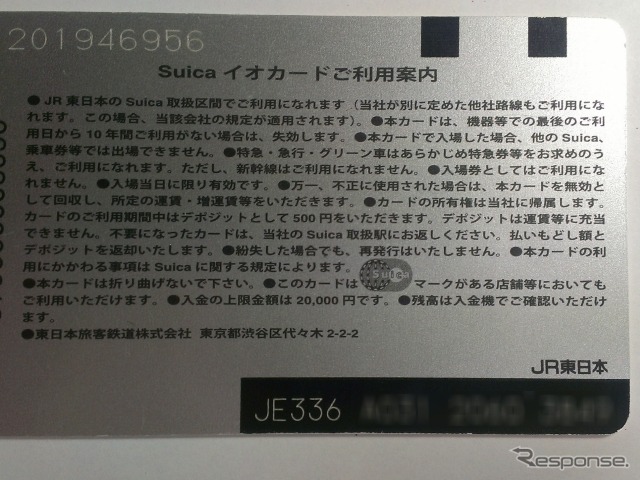 201946956
Suica イオカードご利用案内
●JR東日本のSuica取扱区間でご利用になれます（当社が別に定めた他社路線もご利用にな
れます。この場合、当該会社の規定が適用されます）。●本カードは、機器等での最後のご利
用日から10年間ご利用がない場合は、失効します。●本カードで入場した場合、他のSuica、
乗車券等では出場できません。●特急・急行・グリーン車はあらかじめ特急券等をお求めのう
え、ご利用になれます。ただし、新幹線はご利用になれません。●入場券としてはご利用にな
れません。●入場当日に限り有効です。●万一、不正に使用された場合は、本カードを無効と
して回収し、所定の運賃・増運賃等をいただきます。●カードの所有権は当社に帰属します。
カードのご利用期間中はデポジットとして500円をいただきます。デポジットは運賃等に充当
できません。不要になったカードは、当社のSuica取扱駅にお返しください。払いもどし額と
デポジットを返却いたします。●紛失した場合でも、再発行はいたしません。●本カードの利
用にかかわる事項はSuicaに関する規定によります。
●本カードは折り曲げないで下さい。●このカードは Suica マークがある店舗等においても
ご利用いただけます。●入金の上限金額は20,000円です。●残高は入金機でご確認いただけ
ます。
●東日本旅客鉄道株式会社 東京都渋谷区代々木2-2-2
JR東日本
JE336
Response.